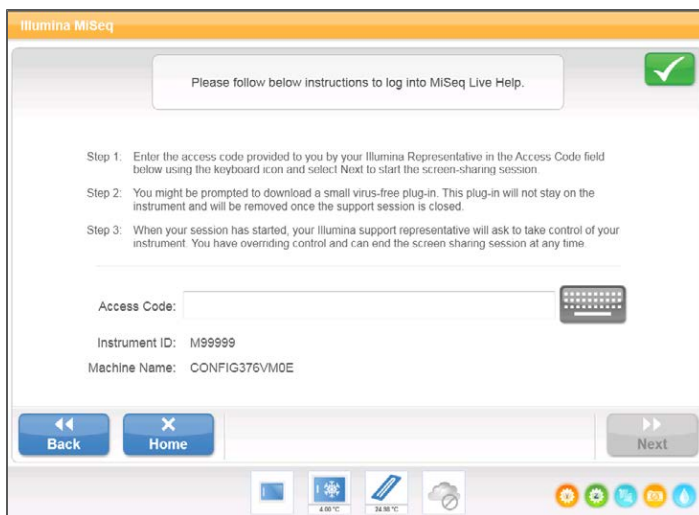 Illumina MiSeq
Please follow below instructions to log into MiSeq Live Help.
Step 1: Enter the access code provided to you by your Illumina Representative in the Access Code field
below using the keyboard icon and select Next to start the screen-sharing session.
Step 2: You might be prompted to download a small virus-free plug-in. This plug-in will not stay on the
instrument and will be removed once the support session is closed.
Step 3: When your session has started, your Illumina support representative will ask to take control of your
instrument. You have overriding control and can end the screen sharing session at any time.
Access Code:
Instrument ID: M99999
Machine Name: CONFIG376VM0E
Back
Home
Next
4.00 °C
24.98 °C